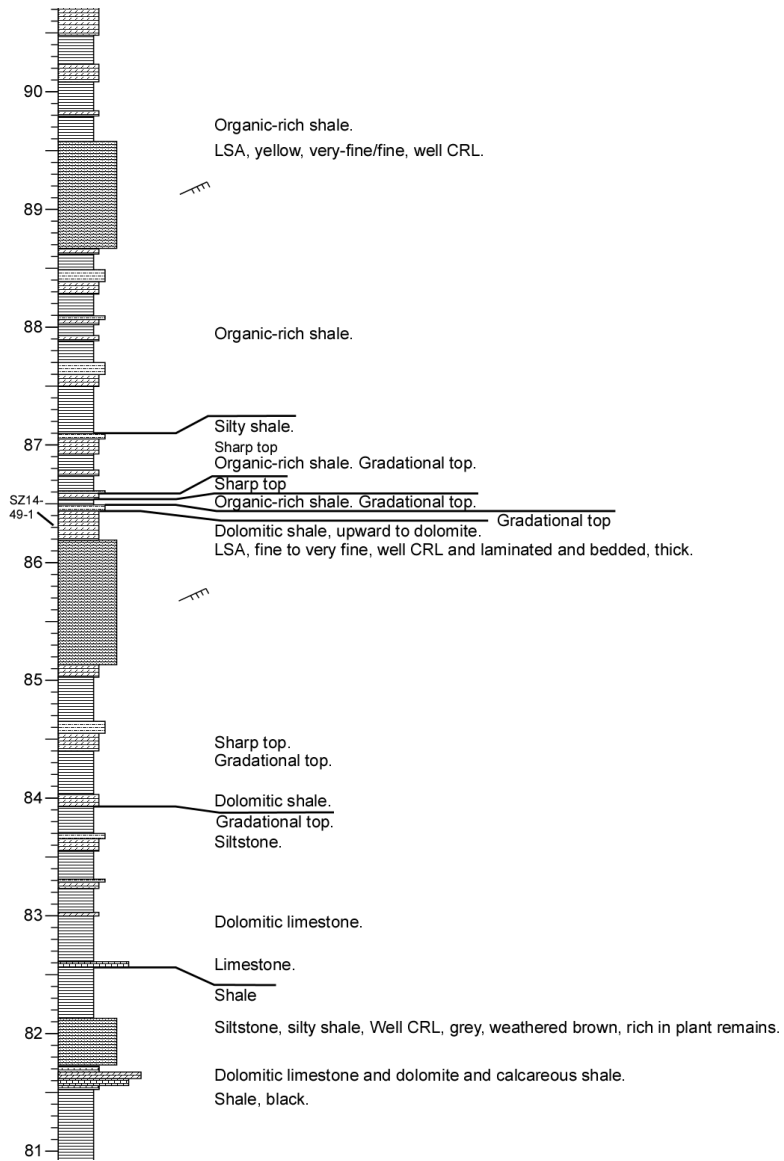 90
Organic-rich shale.
LSA, yellow, very-fine/fine, well CRL.
89
88
Organic-rich shale.
Silty shale.
87
Sharp top
Organic-rich shale. Gradational top.
Sharp top
SZ14-
49-1
Organic-rich shale. Gradational top.
Gradational top
Dolomitic shale, upward to dolomite.
LSA, fine to very fine, well CRL and laminated and bedded, thick.
86
85
Sharp top.
Gradational top.
84
Dolomitic shale.
Gradational top.
Siltstone.
83
Dolomitic limestone.
Limestone.
Shale
82
Siltstone, silty shale, Well CRL, grey, weathered brown, rich in plant remains.
Dolomitic limestone and dolomite and calcareous shale.
Shale, black.
81